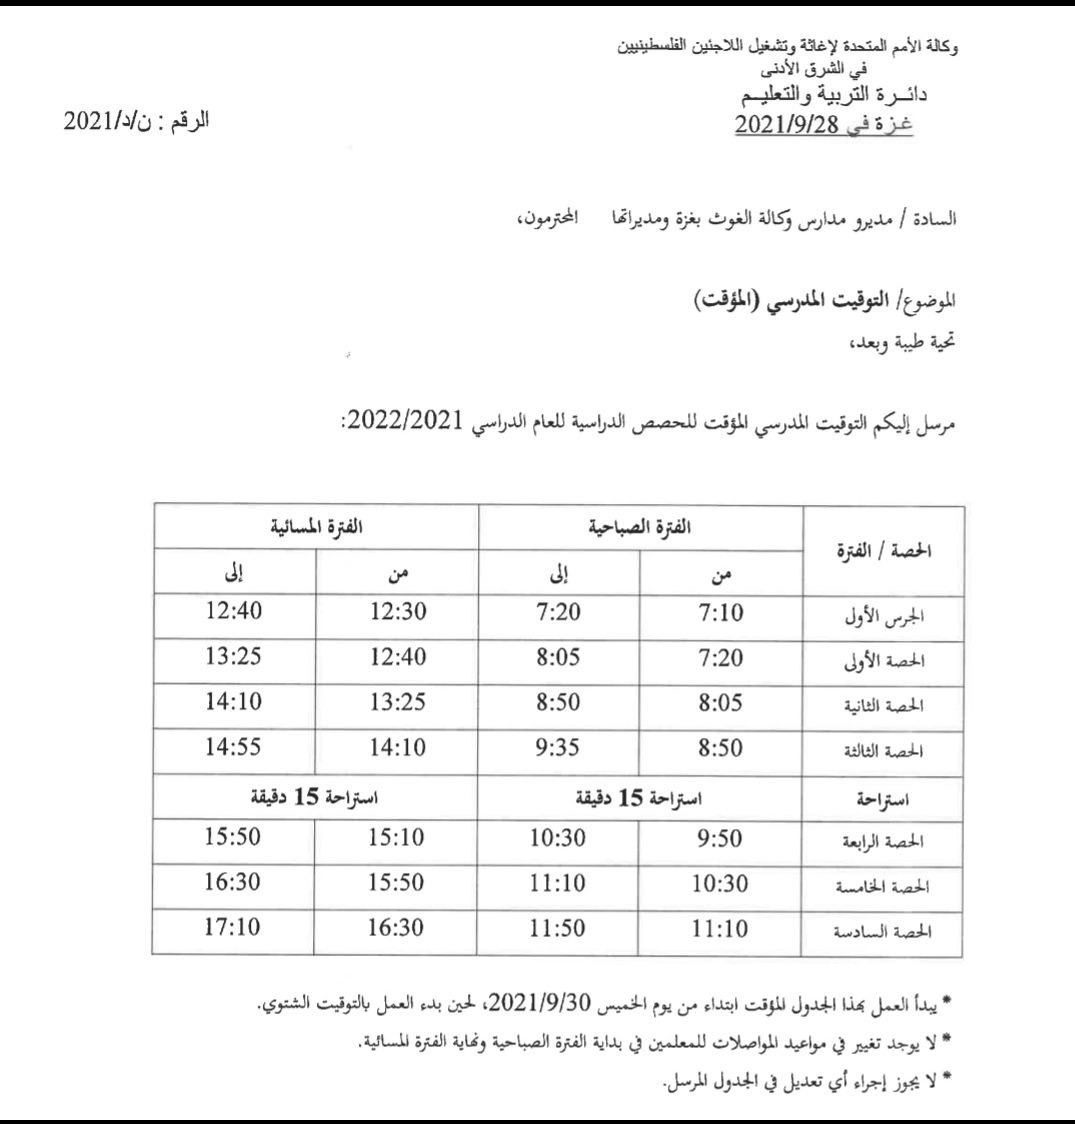 وكالة الأمم المتحدة لإغاثة وتشغيل اللاجئين الفلسطينيين
في الشرق الأدنى
دائـــرة التربية والتعليــم
غـزة في 2021/9/28
الرقم : ن/د/2021
السادة / مديرو مدارس وكالة الغوث بغزة ومديراتها المحترمون،
الموضوع/ التوقيت المدرسي (المؤقت)
تحية طيبة وبعد،
مرسل إليكم التوقيت المدرسي المؤقت للحصص الدراسية للعام الدراسي 2022/2021:
الحصة / الفترة الفترة الصباحية الفترة المسائية
من إلى من إلى
الجرس الأول 7:10 7:20 12:30 12:40
الحصة الأولى 7:20 8:05 12:40 13:25
الحصة الثانية 8:05 8:50 13:25 14:10
الحصة الثالثة 8:50 9:35 14:10 14:55
استراحة استراحة 15 دقيقة استراحة 15 دقيقة
الحصة الرابعة 9:50 10:30 15:10 15:50
الحصة الخامسة 10:30 11:10 15:50 16:30
الحصة السادسة 11:10 11:50 16:30 17:10
* يبدأ العمل بهذا الجدول المؤقت ابتداء من يوم الخميس 2021/9/30، لحين بدء العمل بالتوقيت الشتوي.
* لا يوجد تغيير في مواعيد المواصلات للمعلمين في بداية الفترة الصباحية ونهاية الفترة المسائية.
* لا يجوز إجراء أي تعديل في الجدول المرسل.